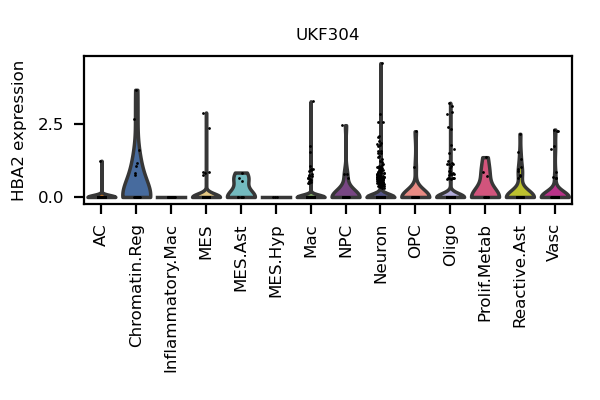 UKF304
HBA2 expression
2.5
0.0
AC
Chromatin.Reg
Inflammatory.Mac
MES
MES.Ast
MES.Hyp
Mac
NPC
Neuron
OPC
Oligo
Prolif.Metab
Reactive.Ast
Vasc